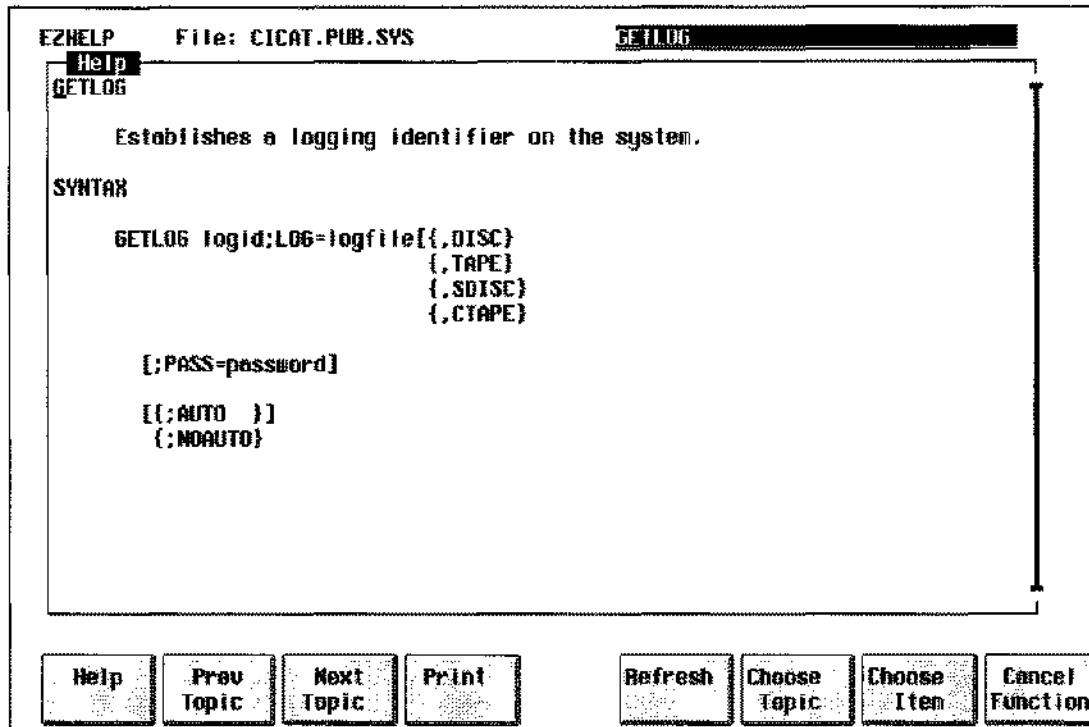 EZHELP File: CICAT.PUB.SYS GETLOG
Help
GETLOG
Establishes a logging identifier on the system.
SYNTAX
GETLOG logid;LOG=logfile[{,DISC}
{,TAPE}
{,SDISC}
{,CTAPE}
[;PASS=password]
[{;AUTO }]
{;NOAUTO}
Help Prev Topic Next Topic Print Refresh Choose Topic Choose Item Cancel Function